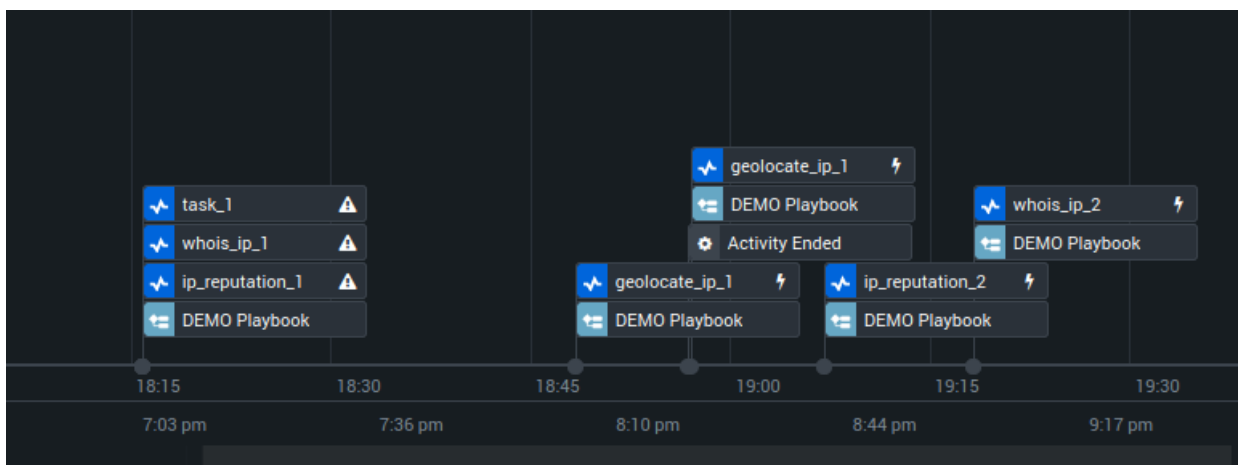 geolocate_ip_1
task_1
DEMO Playbook
whois_ip_2
whois_ip_1
Activity Ended
DEMO Playbook
ip_reputation_1
geolocate_ip_1
ip_reputation_2
DEMO Playbook
DEMO Playbook
DEMO Playbook
18:15
18:30
18:45
19:00
19:15
19:30
7:03 pm
7:36 pm
8:10 pm
8:44 pm
9:17 pm